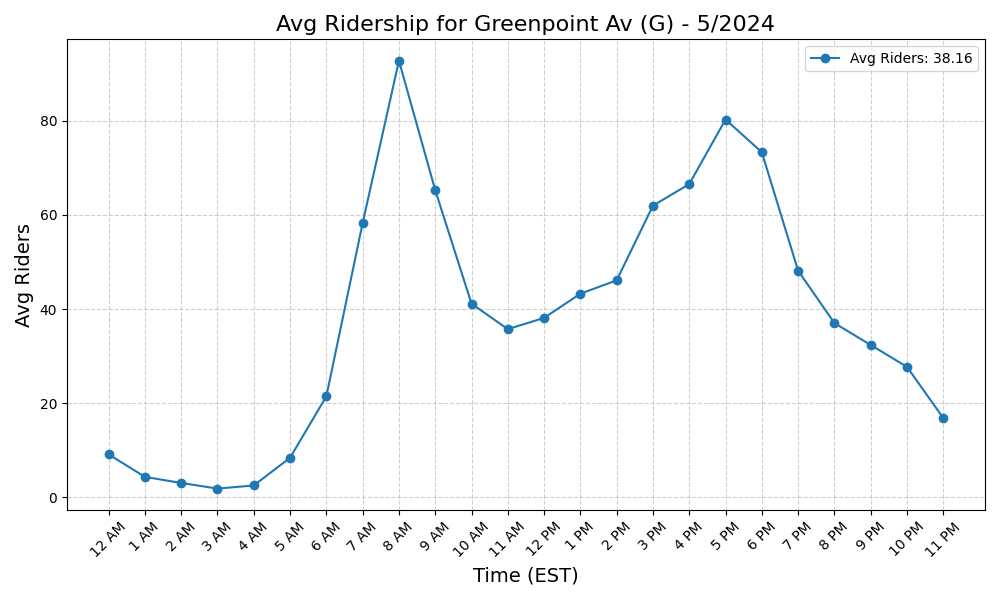 Avg Ridership for Greenpoint Av (G) - 5/2024
Avg Riders: 38.16
Avg Riders
80
60
40
20
0
12 AM
1 AM
2 AM
3 AM
4 AM
5 AM
6 AM
7 AM
8 AM
9 AM
10 AM
11 AM
12 PM
1 PM
2 PM
3 PM
4 PM
5 PM
6 PM
7 PM
8 PM
9 PM
10 PM
11 PM
Time (EST)